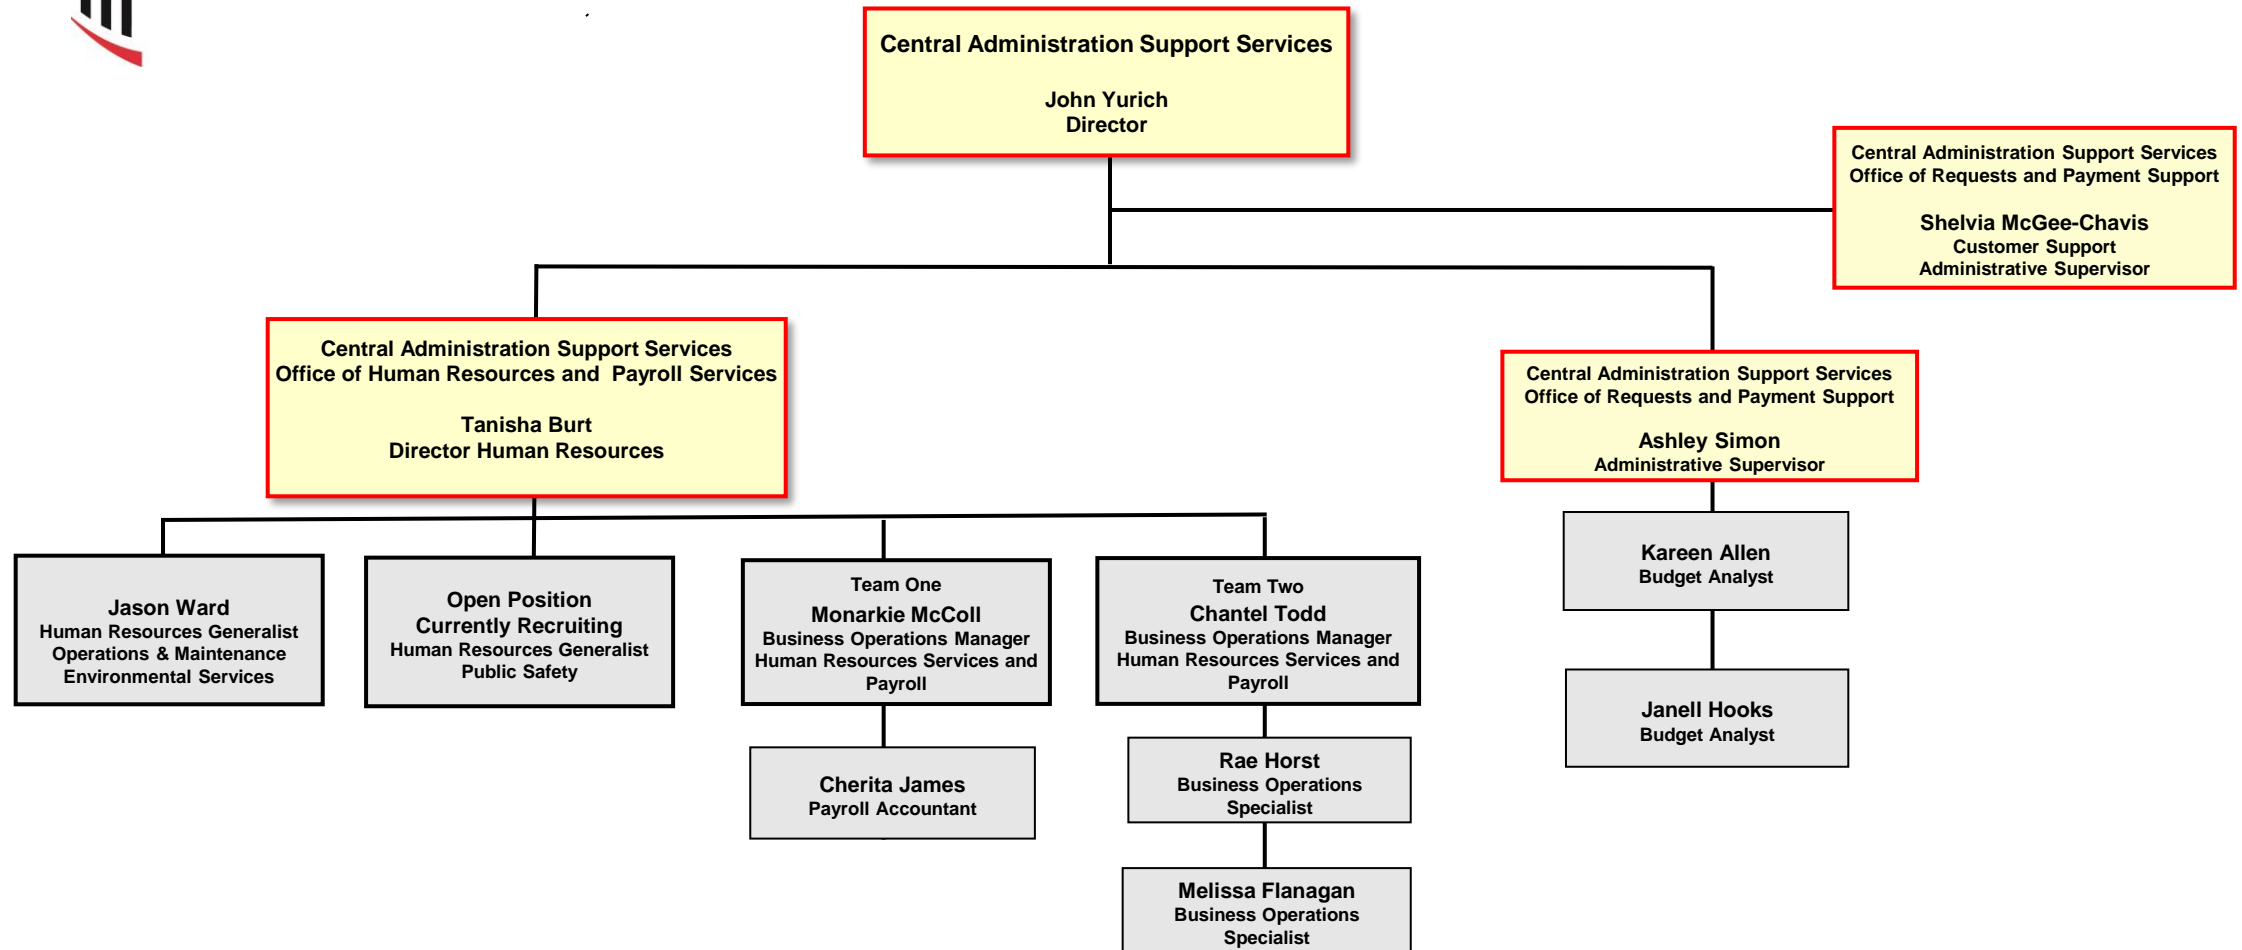 Central Administration Support Services
John Yurich
Director
Central Administration Support Services
Office of Requests and Payment Support
Shelvia McGee-Chavis
Customer Support
Administrative Supervisor
Central Administration Support Services
Office of Human Resources and Payroll Services
Tanisha Burt
Director Human Resources
Central Administration Support Services
Office of Requests and Payment Support
Ashley Simon
Administrative Supervisor
Jason Ward
Human Resources Generalist
Operations & Maintenance
Environmental Services
Open Position
Currently Recruiting
Human Resources Generalist
Public Safety
Team One
Monarkie McColl
Business Operations Manager
Human Resources Services and
Payroll
Team Two
Chantel Todd
Business Operations Manager
Human Resources Services and
Payroll
Kareen Allen
Budget Analyst
Janell Hooks
Budget Analyst
Cherita James
Payroll Accountant
Rae Horst
Business Operations
Specialist
Melissa Flanagan
Business Operations
Specialist